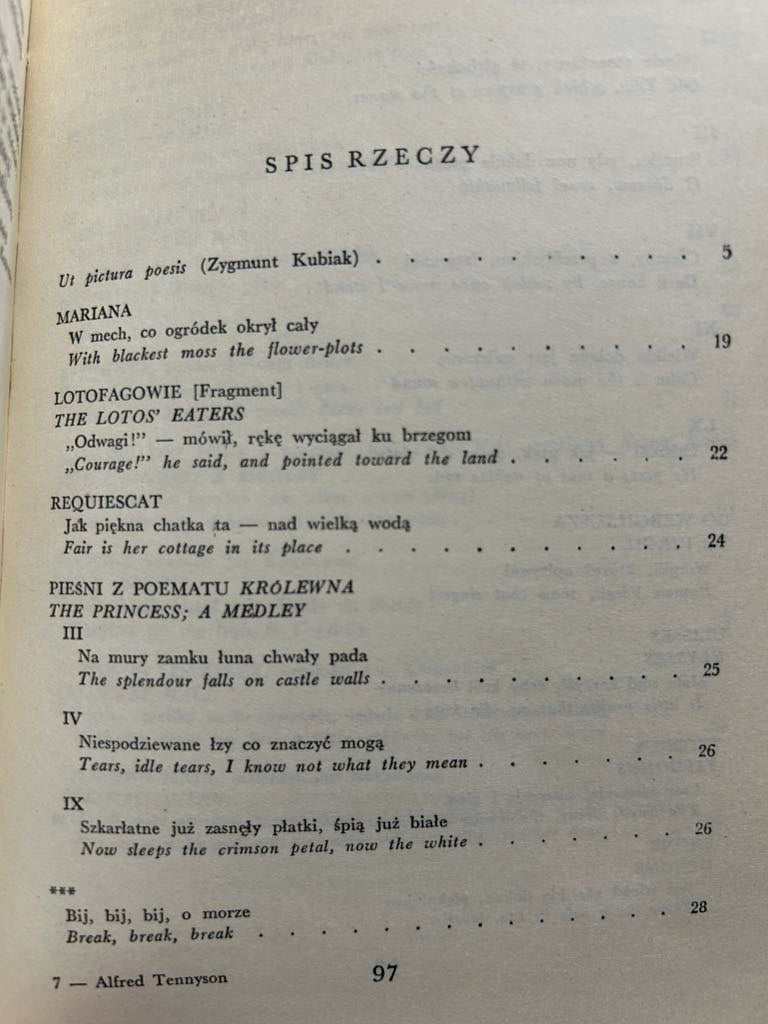 SPIS RZECZY
Ut pictura poesis (Zygmunt Kubiak) . . . . . . . . 5
MARIANA
W mech, co ogródek okrył cały
With blackest moss the flower-plots . . . . . . . . . 19
LOTOFAGOWIE [Fragment]
THE LOTOS' EATERS
„Odwagi!” — mówił, rękę wyciągał ku brzegom
„Courage!” he said, and pointed toward the land . . . . . 22
REQUIESCAT
Jak piękna chatka ta — nad wielką wodą
Fair is her cottage in its place . . . . . . . . . 24
PIEŚNI Z POEMATU KRÓLEWNA
THE PRINCESS; A MEDLEY
III
Na mury zamku łuna chwały pada
The splendour falls on castle walls . . . . . . . . . 25
IV
Niespodziewane łzy co znaczyć mogą
Tears, idle tears, I know not what they mean . . . . . . 26
IX
Szkarłatne już zasnęły płatki, śpią już białe
Now sleeps the crimson petal, now the white . . . . . . 26
***
Bij, bij, bij, o morze
Break, break, break . . . . . . . . . . . . 28
7 — Alfred Tennyson
97